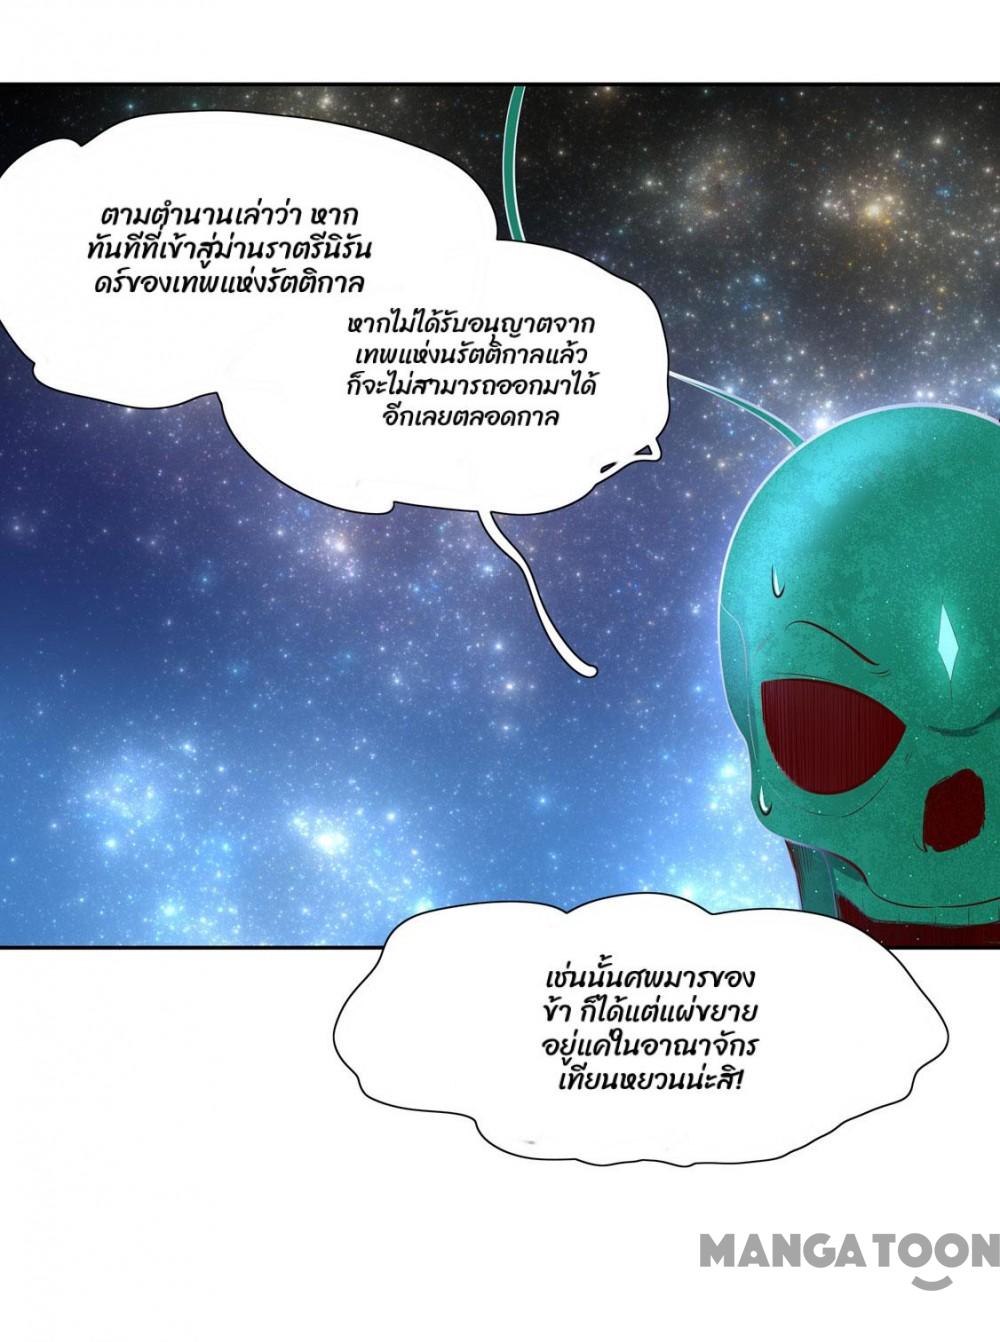 ตามตำนานเล่าว่า หาก
ทันทีที่เข้าสู่ม่านราตรีนิรัน
ดร์ของเทพแห่งรัตติกาล
หากไม่ได้รับอนุญาตจาก
เทพแห่งนรัตติกาลแล้ว
ก็จะไม่สามารถออกมาได้
อีกเลยตลอดกาล
เช่นนั้นศพมารของ
ข้า ก็ได้แต่แผ่ขยาย
อยู่แค่ในอาณาจักร
เทียนหยวนน่ะสิ!
MANGATOON